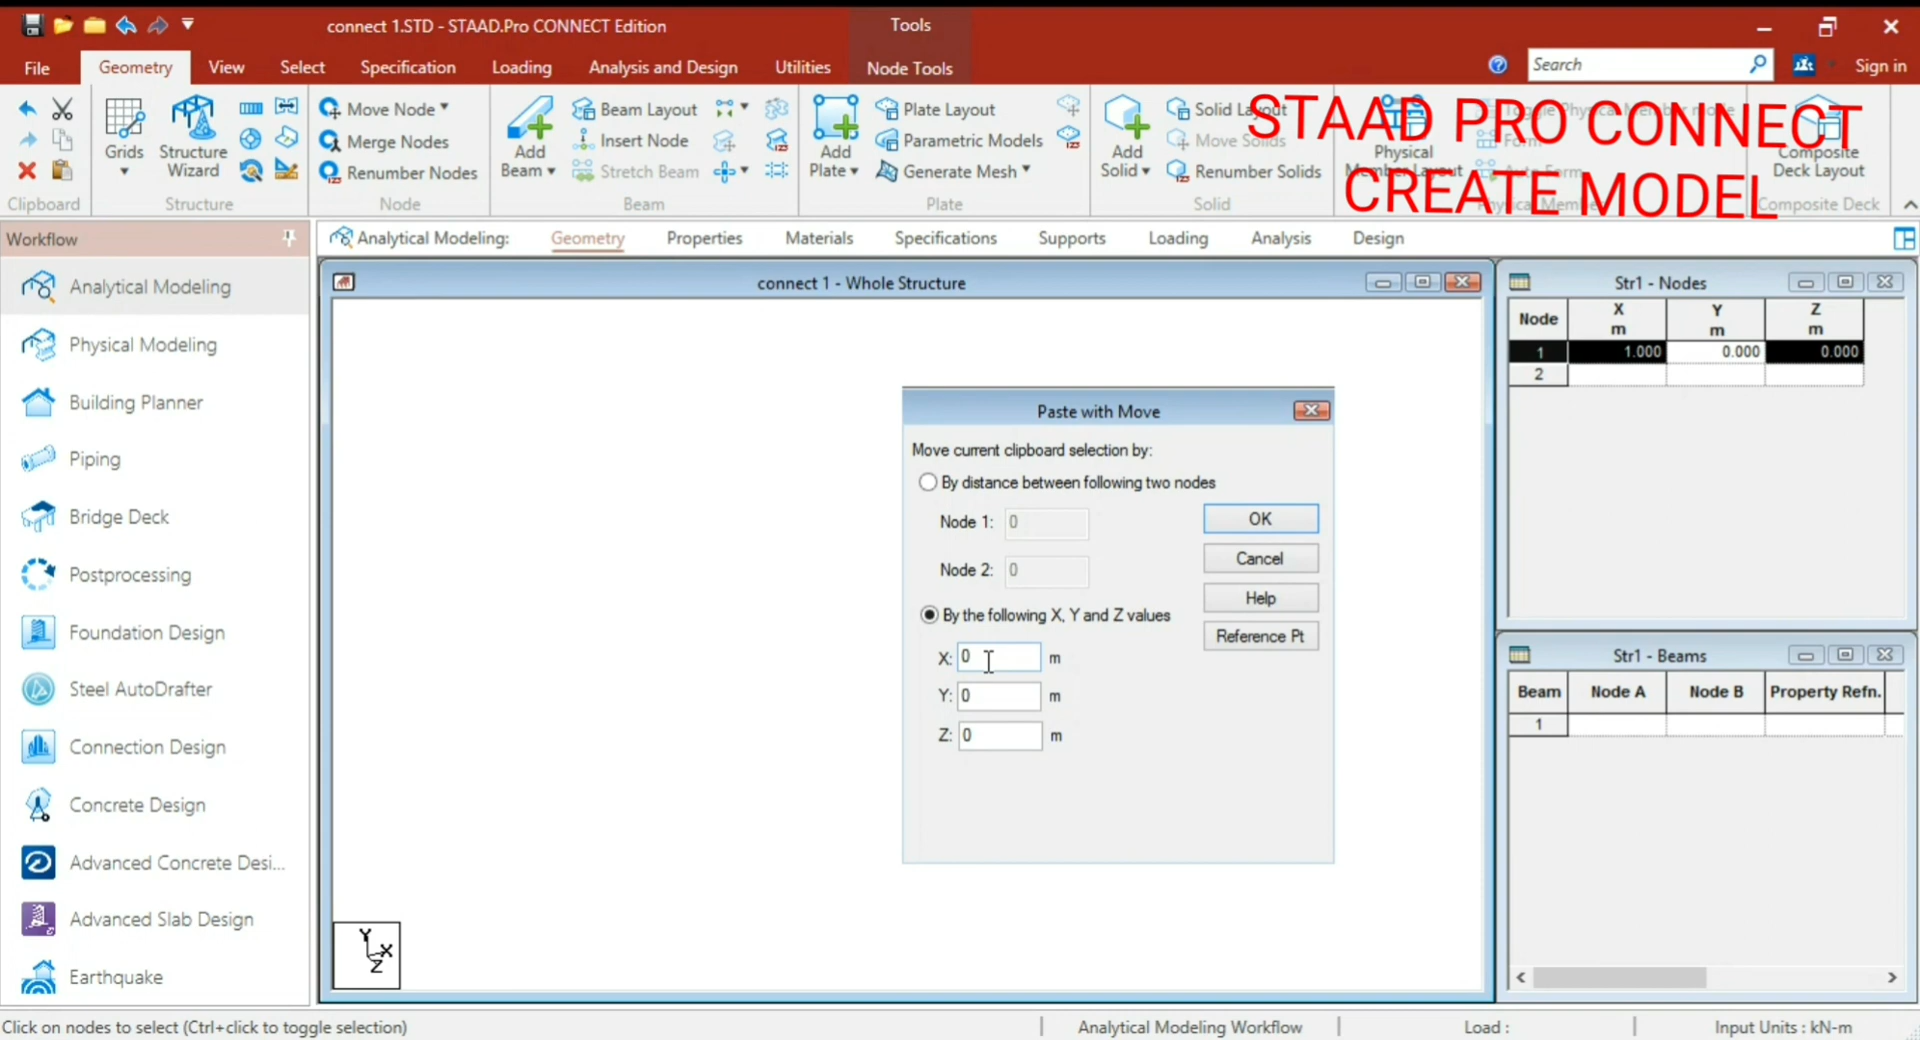 connect 1.STD - STAAD.Pro CONNECT Edition
Tools
File
Geometry
View
Select
Specification
Loading
Analysis and Design
Utilities
Node Tools
Search
Sign in
Grids
Structure Wizard
Move Node
Merge Nodes
Renumber Nodes
Add Beam
Beam Layout
Insert Node
Stretch Beam
Add Plate
Plate Layout
Parametric Models
Generate Mesh
Add Solid
Solid Layout
Move Solids
Renumber Solids
Physical Member Layout
Composite Deck Layout
Clipboard
Structure
Node
Beam
Plate
Solid
Composite Deck
STAAD PRO CONNECT
CREATE MODEL
Workflow
Analytical Modeling
Physical Modeling
Building Planner
Piping
Bridge Deck
Postprocessing
Foundation Design
Steel AutoDrafter
Connection Design
Concrete Design
Advanced Concrete Desi...
Advanced Slab Design
Earthquake
Analytical Modeling:
Geometry
Properties
Materials
Specifications
Supports
Loading
Analysis
Design
connect 1 - Whole Structure
Paste with Move
Move current clipboard selection by:
By distance between following two nodes
Node 1: 0
Node 2: 0
OK
Cancel
Help
Reference Pt
By the following X, Y and Z values
X: 0 m
Y: 0 m
Z: 0 m
Y
X
Z
Str1 - Nodes
Node X m Y m Z m
1 1.000 0.000 0.000
2
Str1 - Beams
Beam Node A Node B Property Refn.
1
Click on nodes to select (Ctrl+click to toggle selection)
Analytical Modeling Workflow
Load :
Input Units : kN-m